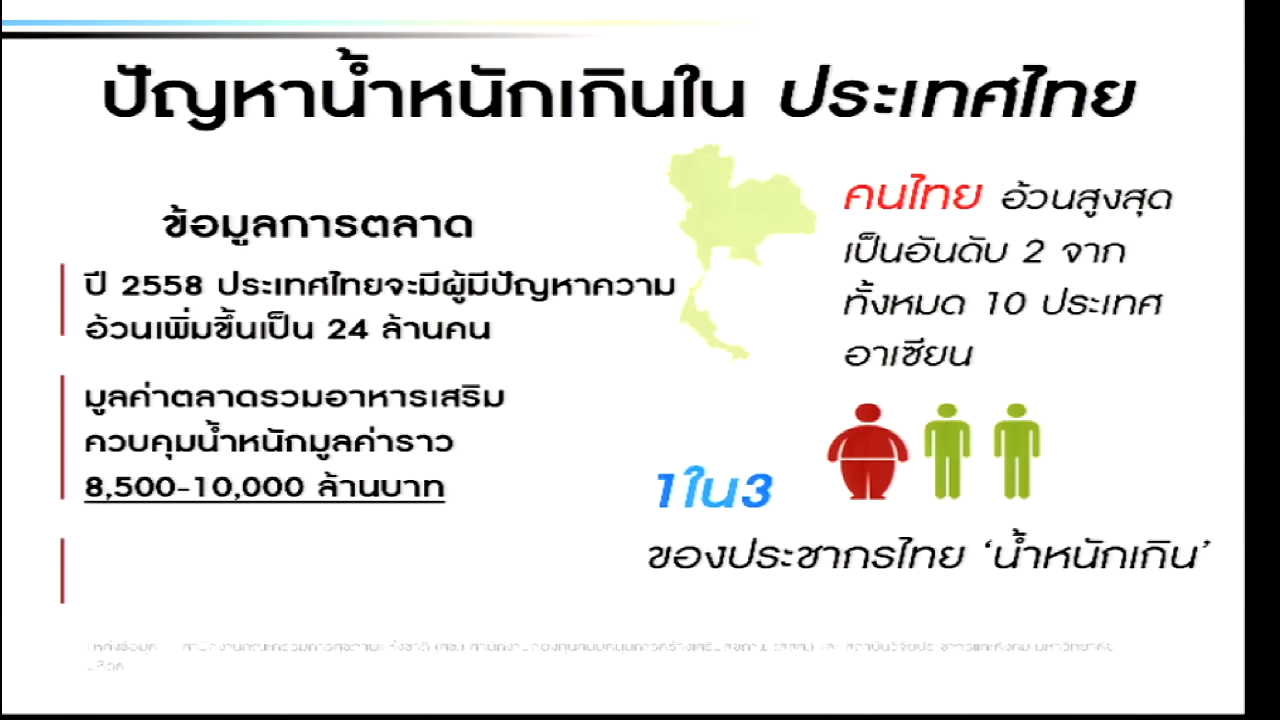 ปัญหาน้ำหนักเกินใน ประเทศไทย
ข้อมูลการตลาด
ปี 2558 ประเทศไทยจะมีผู้มีปัญหาความ
อ้วนเพิ่มขึ้นเป็น 24 ล้านคน
มูลค่าตลาดรวมอาหารเสริม
ควบคุมน้ำหนักมูลค่าราว
8,500-10,000 ล้านบาท
คนไทย อ้วนสูงสุด
เป็นอันดับ 2 จาก
ทั้งหมด 10 ประเทศ
อาเซียน
1ใน3
ของประชากรไทย ‘น้ำหนักเกิน’